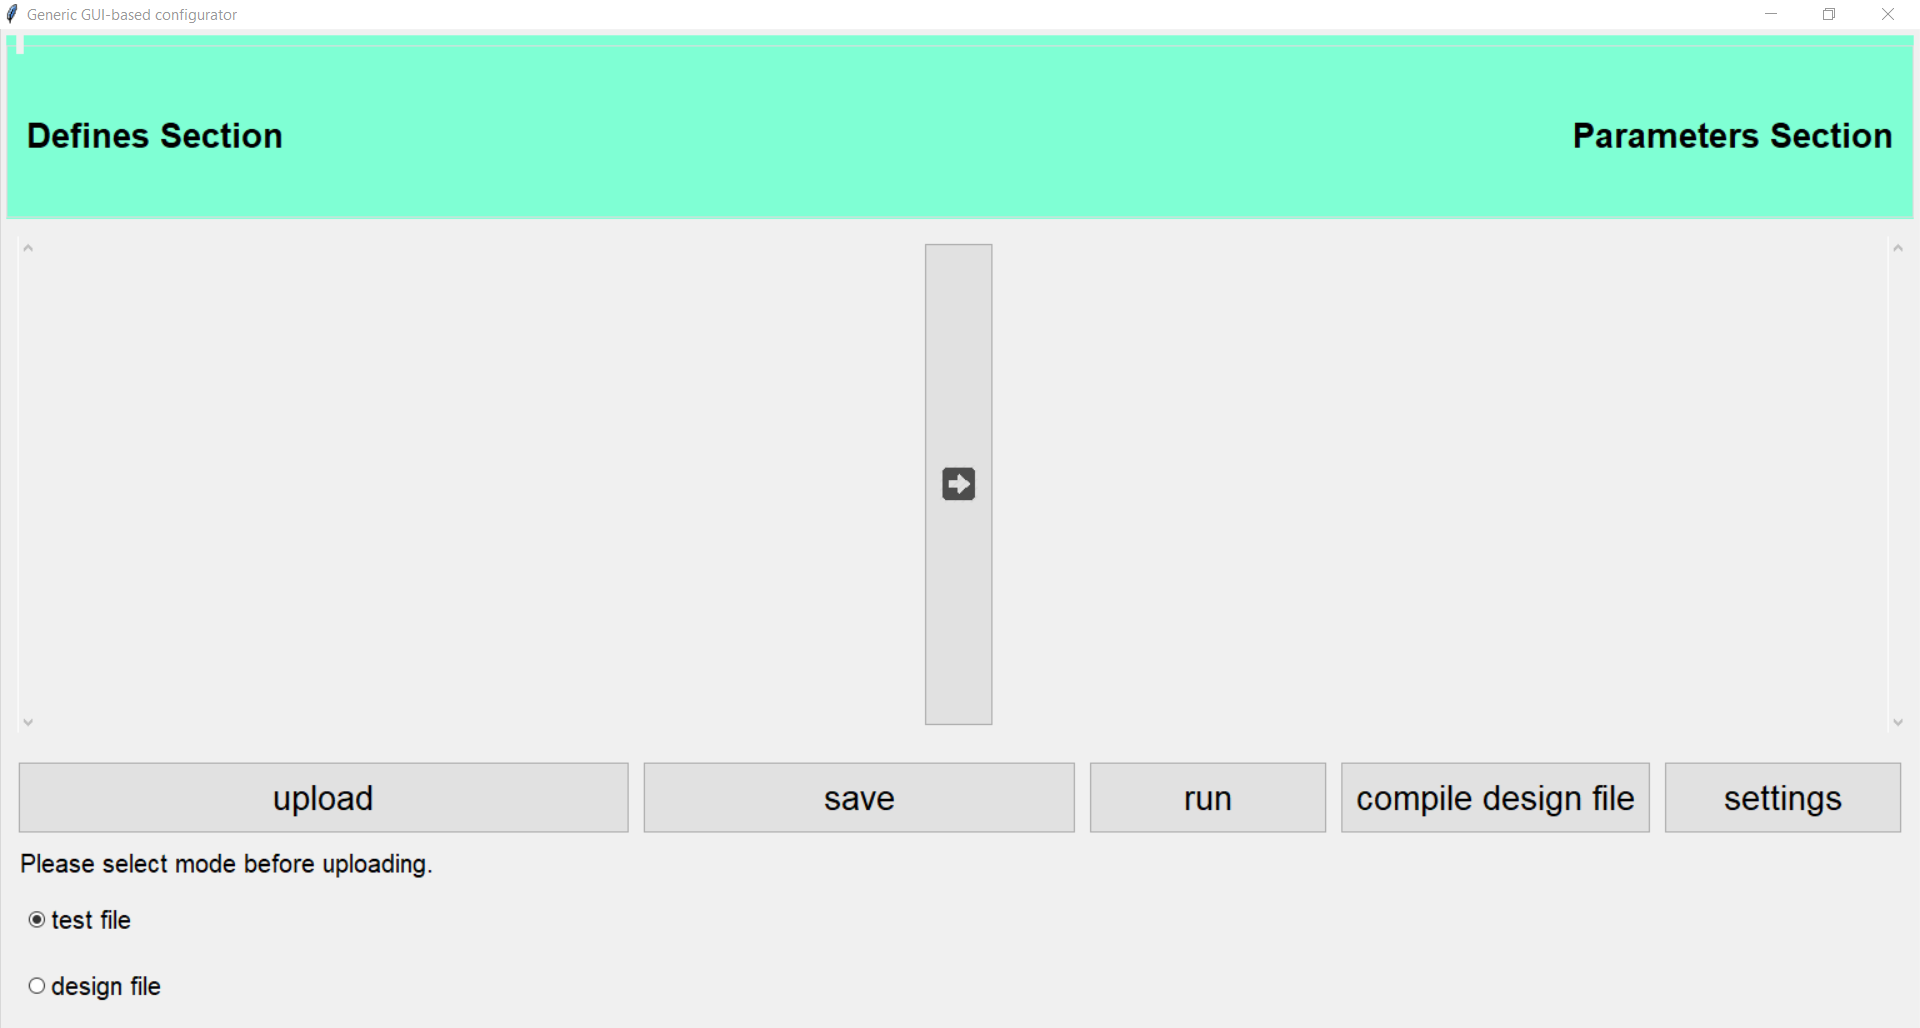 Generic GUI-based configurator
Defines Section
Parameters Section
upload
save
run
compile design file
settings
Please select mode before uploading.
test file
design file